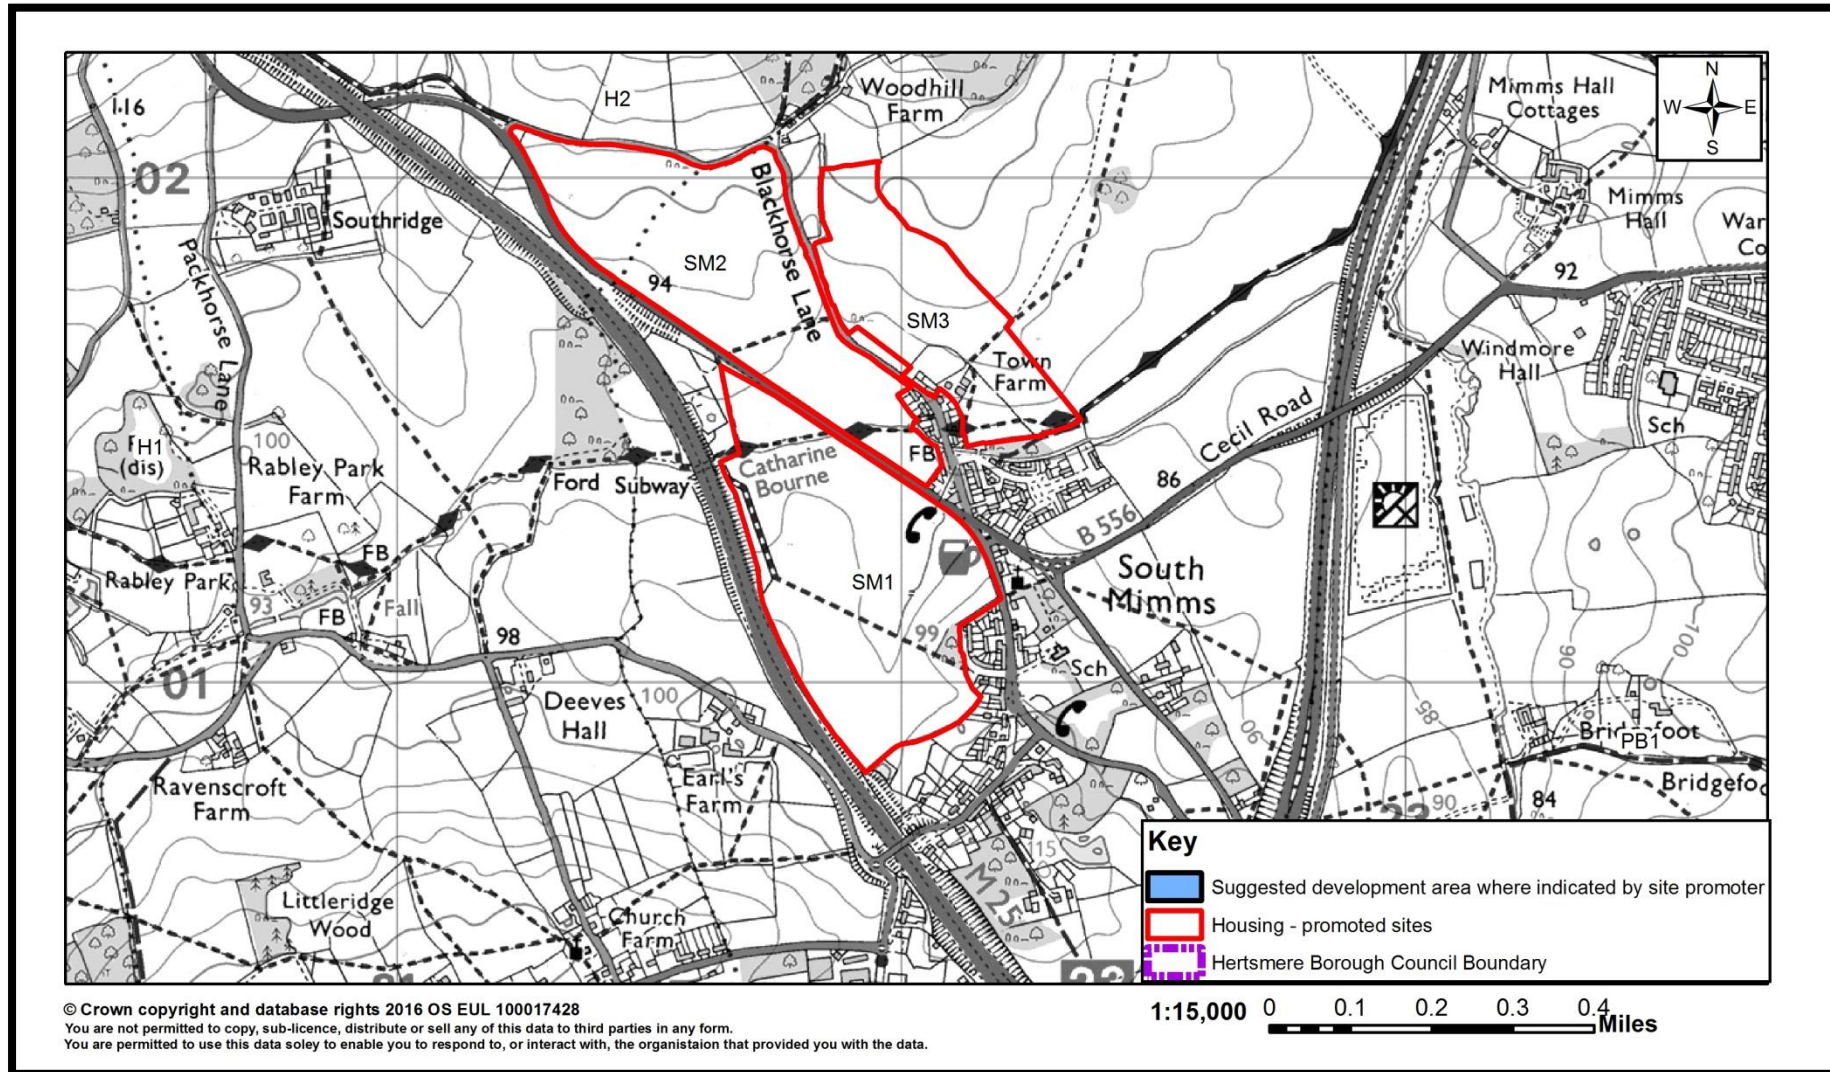 N
W E
S
116
H2
Woodhill
Farm
Mimms Hall
Cottages
02
Southridge
Blackhorse Lane
Mimms
Hall
War
Co
Packhorse Lane
SM2
94
92
SM3
Town
Farm
Windmore
Hall
Cecil Road
Sch
100
H1
(dis)
Rabley Park
Farm
Catharine
Bourne
FB
Ford
Subway
86
B 556
FB
Rabley Park
93
Fall
FB
SM1
South
Mimms
98
99
Sch
01
Deeves
Hall
100
100
90
85
90
Earl's
Farm
Ravenscroft
Farm
PB1
Bridgefoo
84
90
115
M 25
Littleridge
Wood
Church
Farm
23
Key
Suggested development area where indicated by site promoter
Housing - promoted sites
Hertsmere Borough Council Boundary
© Crown copyright and database rights 2016 OS EUL 100017428
You are not permitted to copy, sub-licence, distribute or sell any of this data to third parties in any form.
You are permitted to use this data soley to enable you to respond to, or interact with, the organistaion that provided you with the data.
1:15,000 0 0.1 0.2 0.3 0.4 Miles